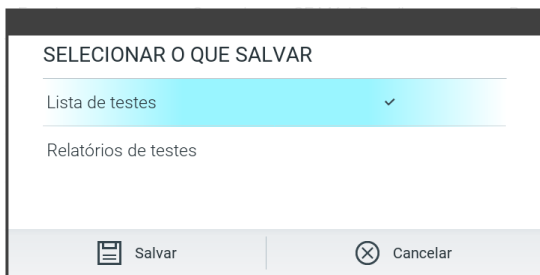 SELECIONAR O QUE SALVAR
Lista de testes
Relatórios de testes
Salvar Cancelar